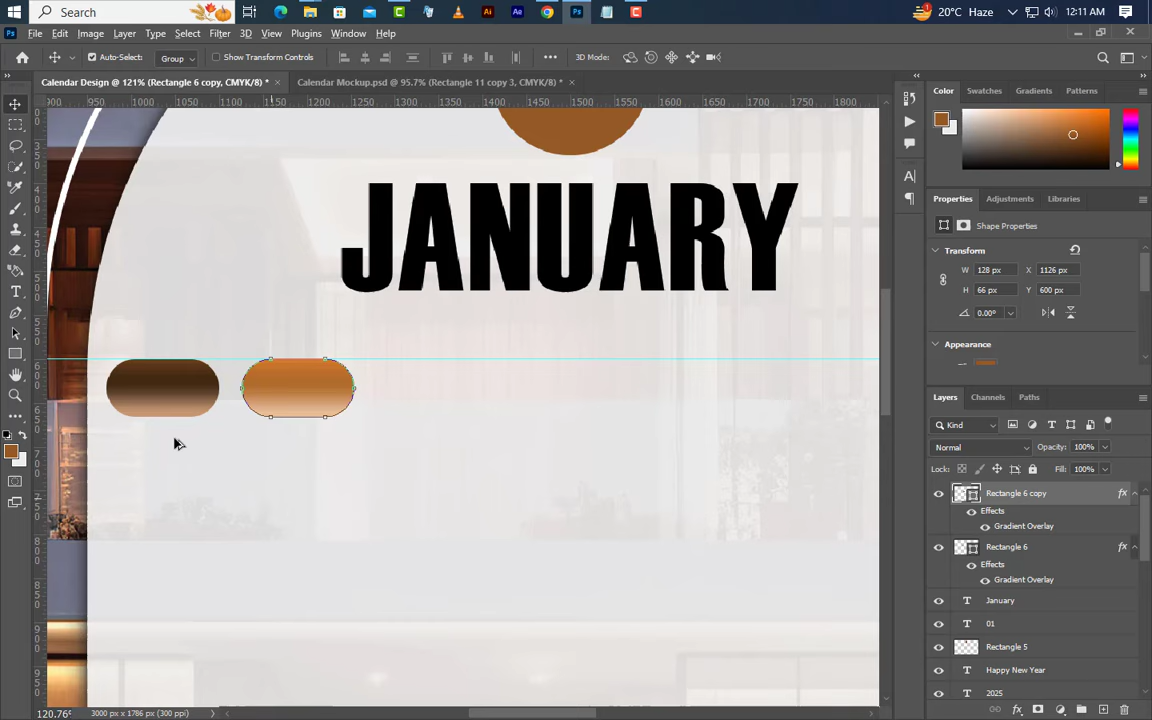 Search
20°C Haze
12:11 AM
File Edit Image Layer Type Select Filter 3D View Plugins Window Help
Auto-Select: Group Show Transform Controls 3D Mode:
Calendar Design @ 121% (Rectangle 6 copy, CMYK/8) *
Calendar Mockup.psd @ 95.7% (Rectangle 11 copy 3, CMYK/8) *
900 950 1000 1050 1100 1150 1200 1250 1300 1350 1400 1450 1500 1550 1600 1650 1700 1750 1800
JANUARY
Color Swatches Gradients Patterns
Properties Adjustments Libraries
Shape Properties
Transform
W 128 px X 1126 px
H 66 px Y 600 px
0.00°
Appearance
Layers Channels Paths
Kind
Normal Opacity: 100%
Lock: Fill: 100%
Rectangle 6 copy fx
Effects
Gradient Overlay
Rectangle 6 fx
Effects
Gradient Overlay
T January
T 01
Rectangle 5
T Happy New Year
T 2025
120.76% 3000 px x 1786 px (300 ppi)